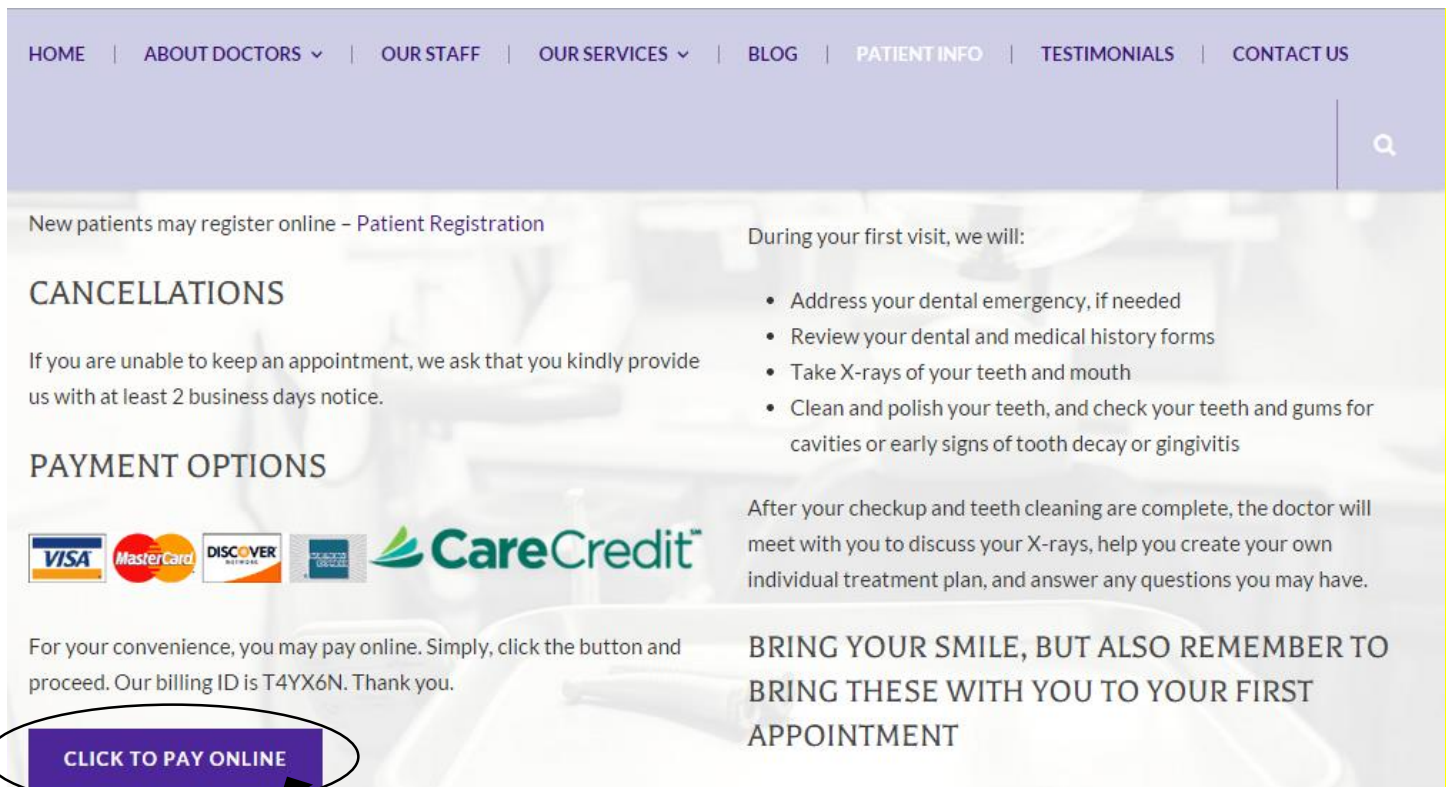 HOME | ABOUT DOCTORS | OUR STAFF | OUR SERVICES | BLOG | PATIENT INFO | TESTIMONIALS | CONTACT US
New patients may register online – Patient Registration
CANCELLATIONS
If you are unable to keep an appointment, we ask that you kindly provide
us with at least 2 business days notice.
PAYMENT OPTIONS
VISA MasterCard DISCOVER NETWORK CareCredit℠
For your convenience, you may pay online. Simply, click the button and
proceed. Our billing ID is T4YX6N. Thank you.
CLICK TO PAY ONLINE
During your first visit, we will:
• Address your dental emergency, if needed
• Review your dental and medical history forms
• Take X-rays of your teeth and mouth
• Clean and polish your teeth, and check your teeth and gums for
cavities or early signs of tooth decay or gingivitis
After your checkup and teeth cleaning are complete, the doctor will
meet with you to discuss your X-rays, help you create your own
individual treatment plan, and answer any questions you may have.
BRING YOUR SMILE, BUT ALSO REMEMBER TO
BRING THESE WITH YOU TO YOUR FIRST
APPOINTMENT